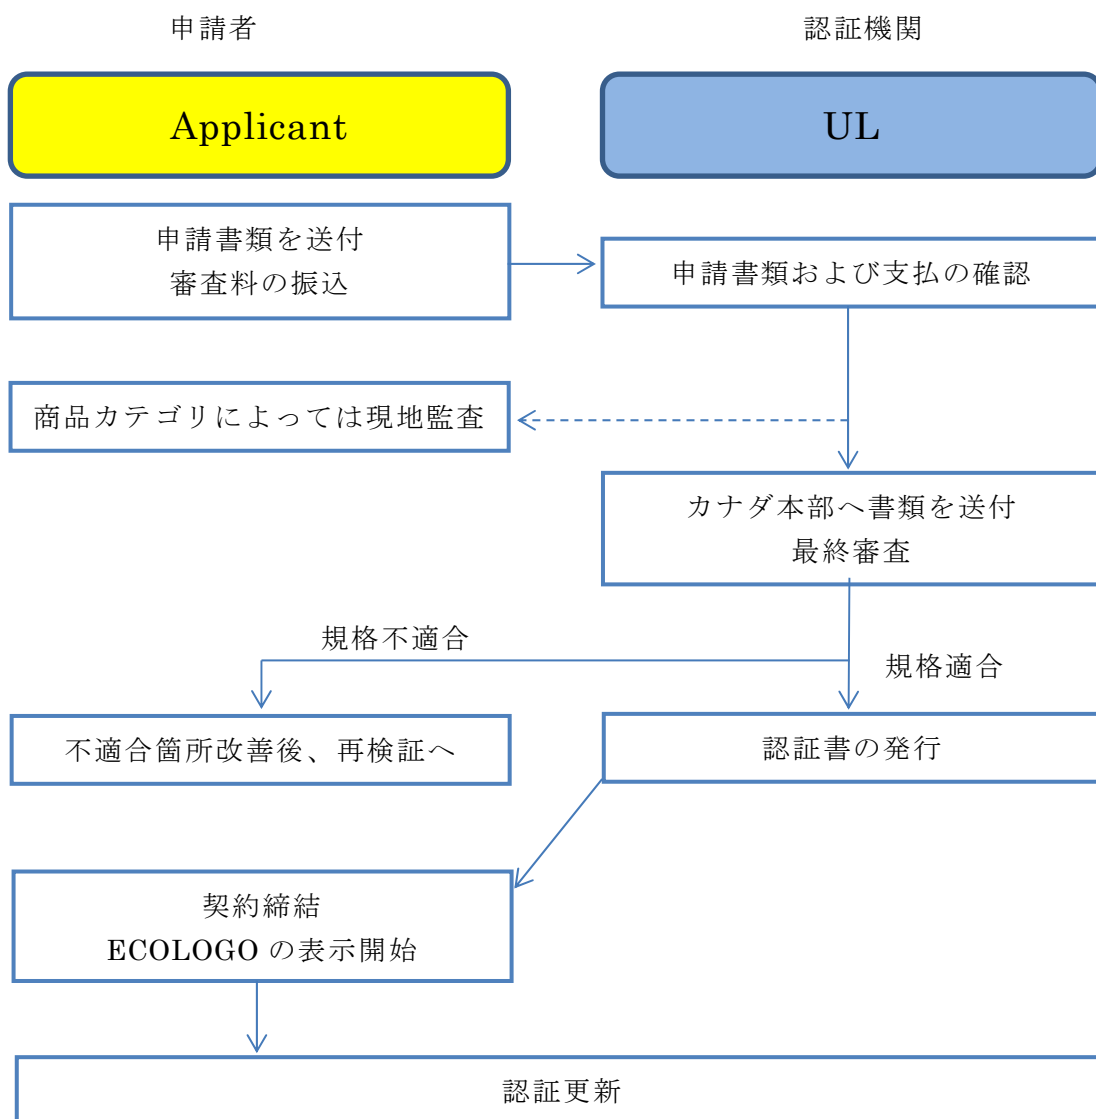 申請者
認証機関
Applicant
UL
申請書類を送付
審査料の振込
申請書類および支払の確認
商品カテゴリによっては現地監査
カナダ本部へ書類を送付
最終審査
規格不適合
規格適合
不適合箇所改善後、再検証へ
認証書の発行
契約締結
ECOLOGO の表示開始
認証更新